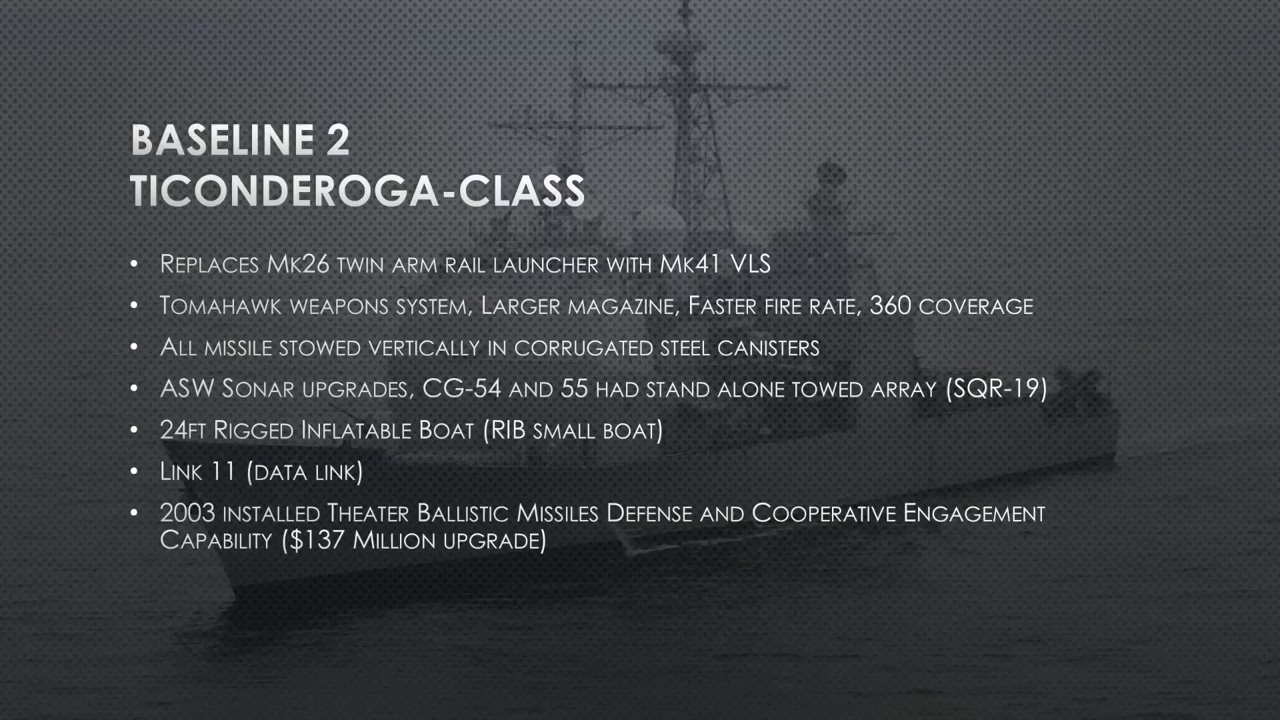 BASELINE 2
TICONDEROGA-CLASS
• Replaces Mk26 twin arm rail launcher with Mk41 VLS
• Tomahawk weapons system, Larger magazine, Faster fire rate, 360 coverage
• All missile stowed vertically in corrugated steel canisters
• ASW Sonar upgrades, CG-54 and 55 had stand alone towed array (SQR-19)
• 24ft Rigged Inflatable Boat (RIB small boat)
• Link 11 (data link)
• 2003 installed Theater Ballistic Missiles Defense and Cooperative Engagement
Capability ($137 Million upgrade)